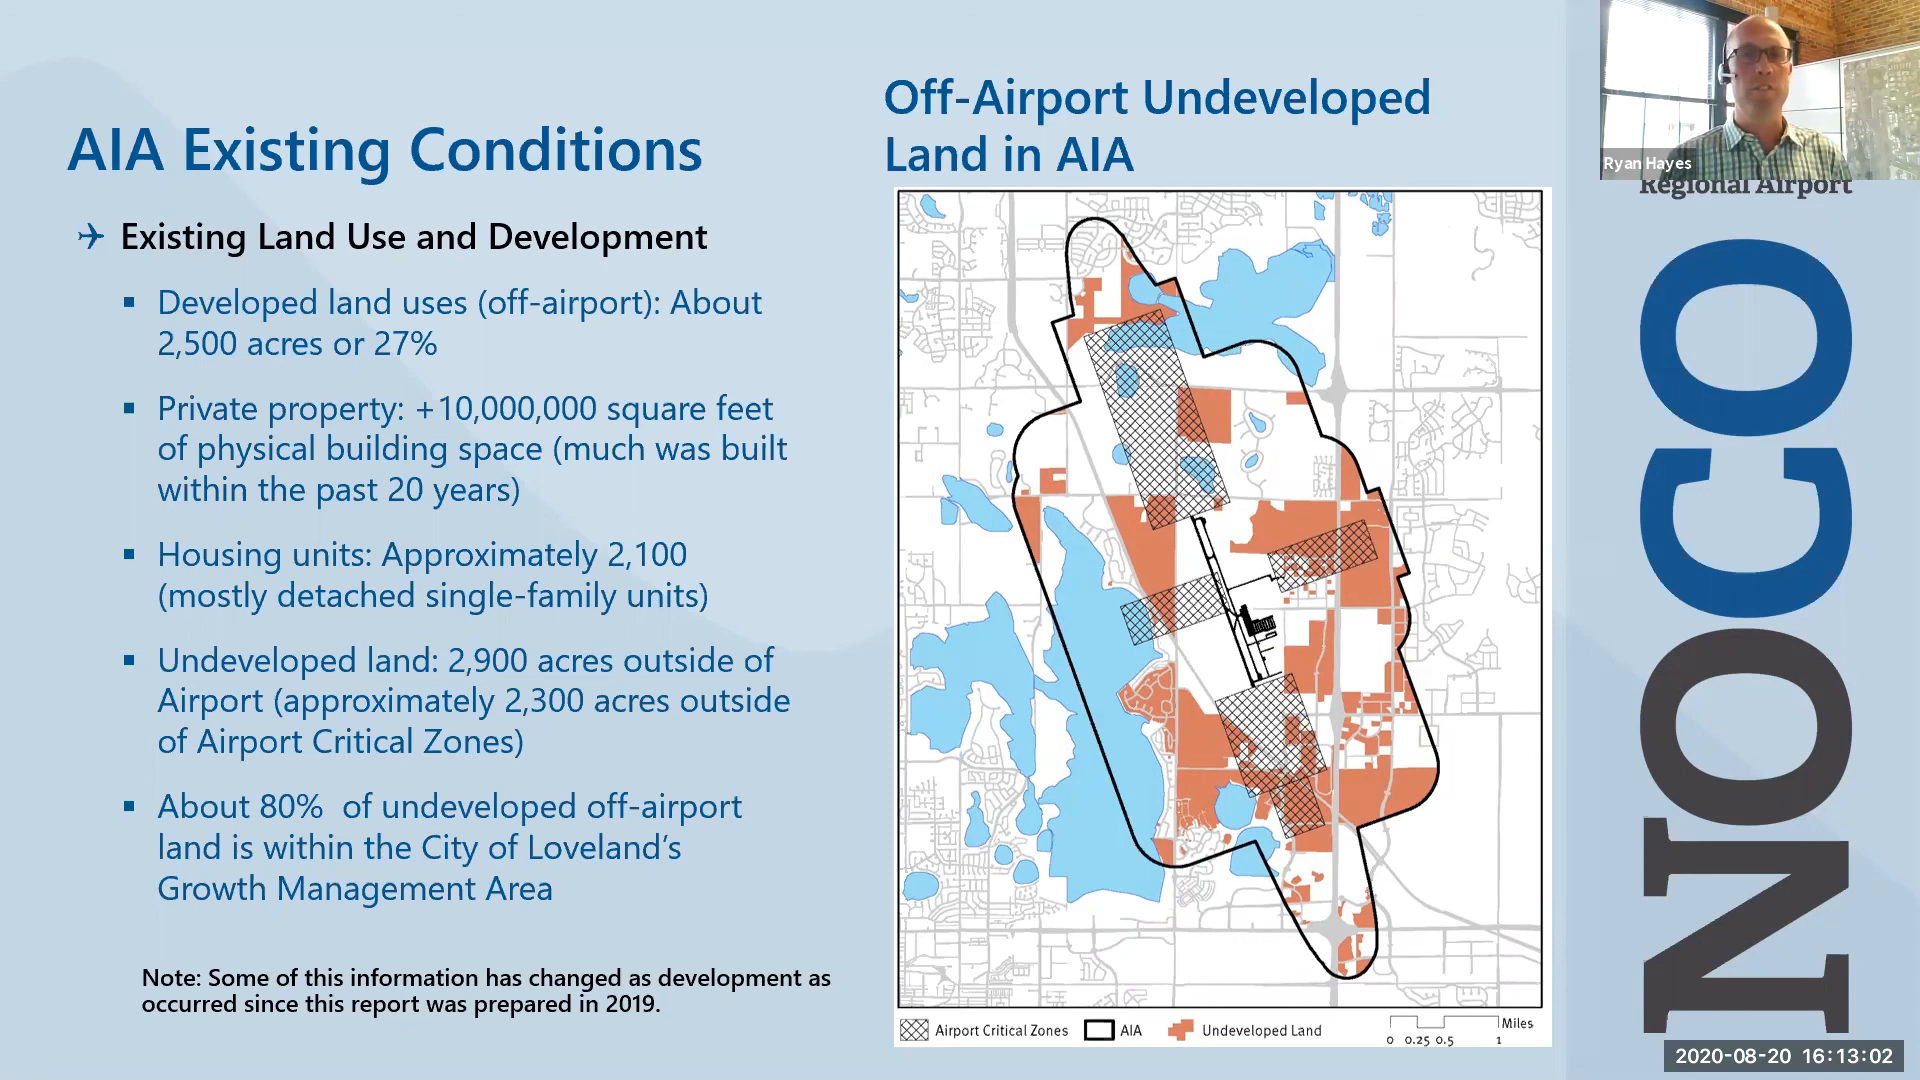 AIA Existing Conditions
Existing Land Use and Development
▪ Developed land uses (off-airport): About
2,500 acres or 27%
▪ Private property: +10,000,000 square feet
of physical building space (much was built
within the past 20 years)
▪ Housing units: Approximately 2,100
(mostly detached single-family units)
▪ Undeveloped land: 2,900 acres outside of
Airport (approximately 2,300 acres outside
of Airport Critical Zones)
▪ About 80%  of undeveloped off-airport
land is within the City of Loveland's
Growth Management Area
Note: Some of this information has changed as development as
occurred since this report was prepared in 2019.
Off-Airport Undeveloped
Land in AIA
Airport Critical Zones
AIA
Undeveloped Land
Miles
0 0.25 0.5 1
Ryan Hayes
Regional Airport
NOCO
2020-08-20 16:13:02